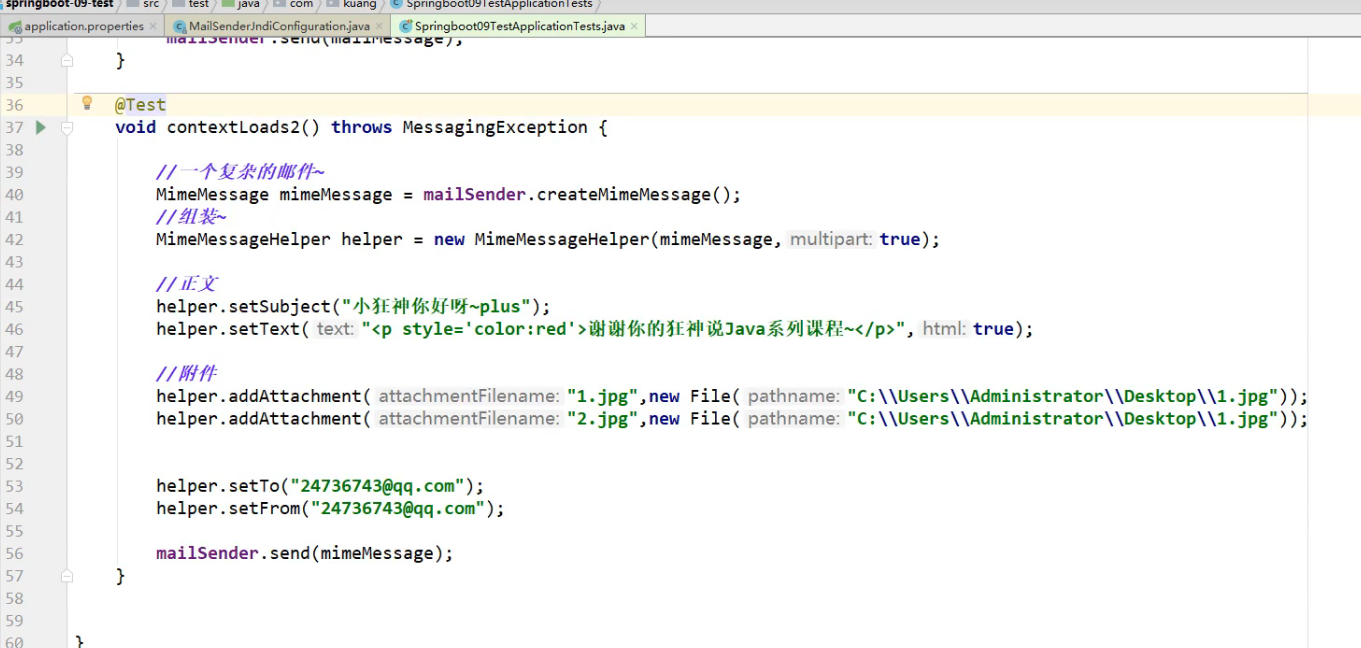 springboot-09-test src test java com kuang Springboot09TestApplicationTests
application.properties MailSenderJndiConfiguration.java Springboot09TestApplicationTests.java
33 mailSender.send(mailMessage);
34 }
35
36 @Test
37 void contextLoads2() throws MessagingException {
38
39 //一个复杂的邮件~
40 MimeMessage mimeMessage = mailSender.createMimeMessage();
41 //组装~
42 MimeMessageHelper helper = new MimeMessageHelper(mimeMessage, multipart: true);
43
44 //正文
45 helper.setSubject("小狂神你好呀~plus");
46 helper.setText( text: "<p style='color:red'>谢谢你的狂神说Java系列课程~</p>", html: true);
47
48 //附件
49 helper.addAttachment( attachmentFilename: "1.jpg",new File( pathname: "C:\\Users\\Administrator\\Desktop\\1.jpg"));
50 helper.addAttachment( attachmentFilename: "2.jpg",new File( pathname: "C:\\Users\\Administrator\\Desktop\\1.jpg"));
51
52
53 helper.setTo("24736743@qq.com");
54 helper.setFrom("24736743@qq.com");
55
56 mailSender.send(mimeMessage);
57 }
58
59
60 }